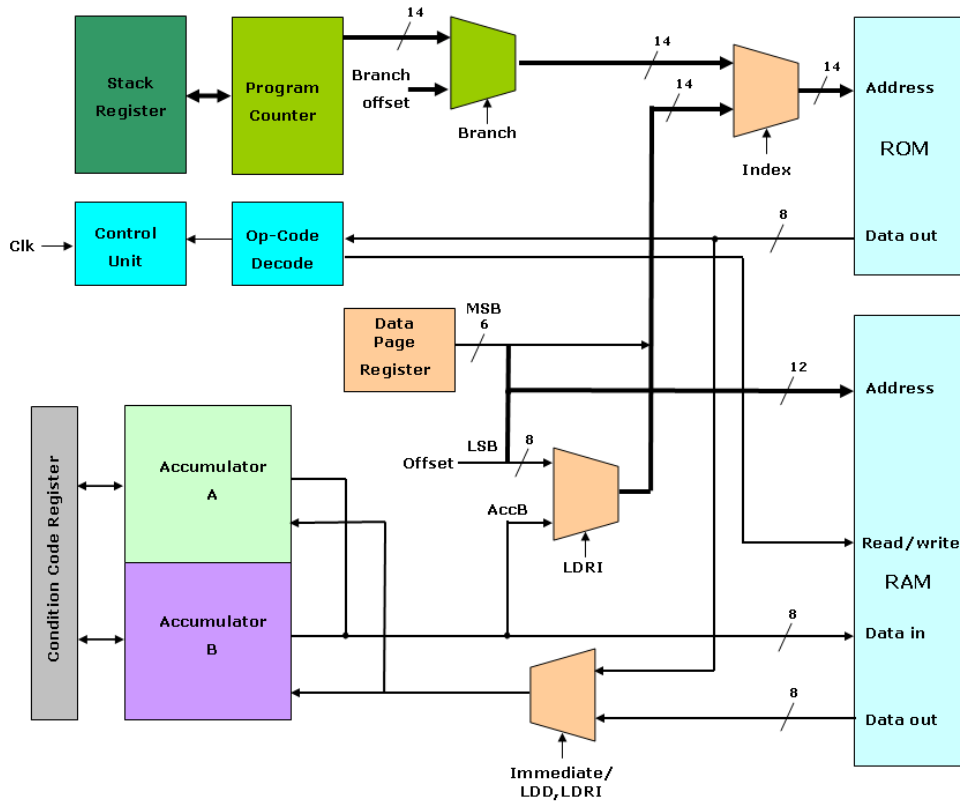 14
Stack
Register
Program
Counter
Branch
offset
Branch
14
14
Index
14
Address
ROM
Data out
8
Clk
Control
Unit
Op-Code
Decode
Data
Page
Register
MSB
6
12
Address
LSB
8
Offset
AccB
LDRI
Condition Code Register
Accumulator
A
Accumulator
B
Read/write
RAM
8
Data in
8
Data out
Immediate/
LDD,LDRI